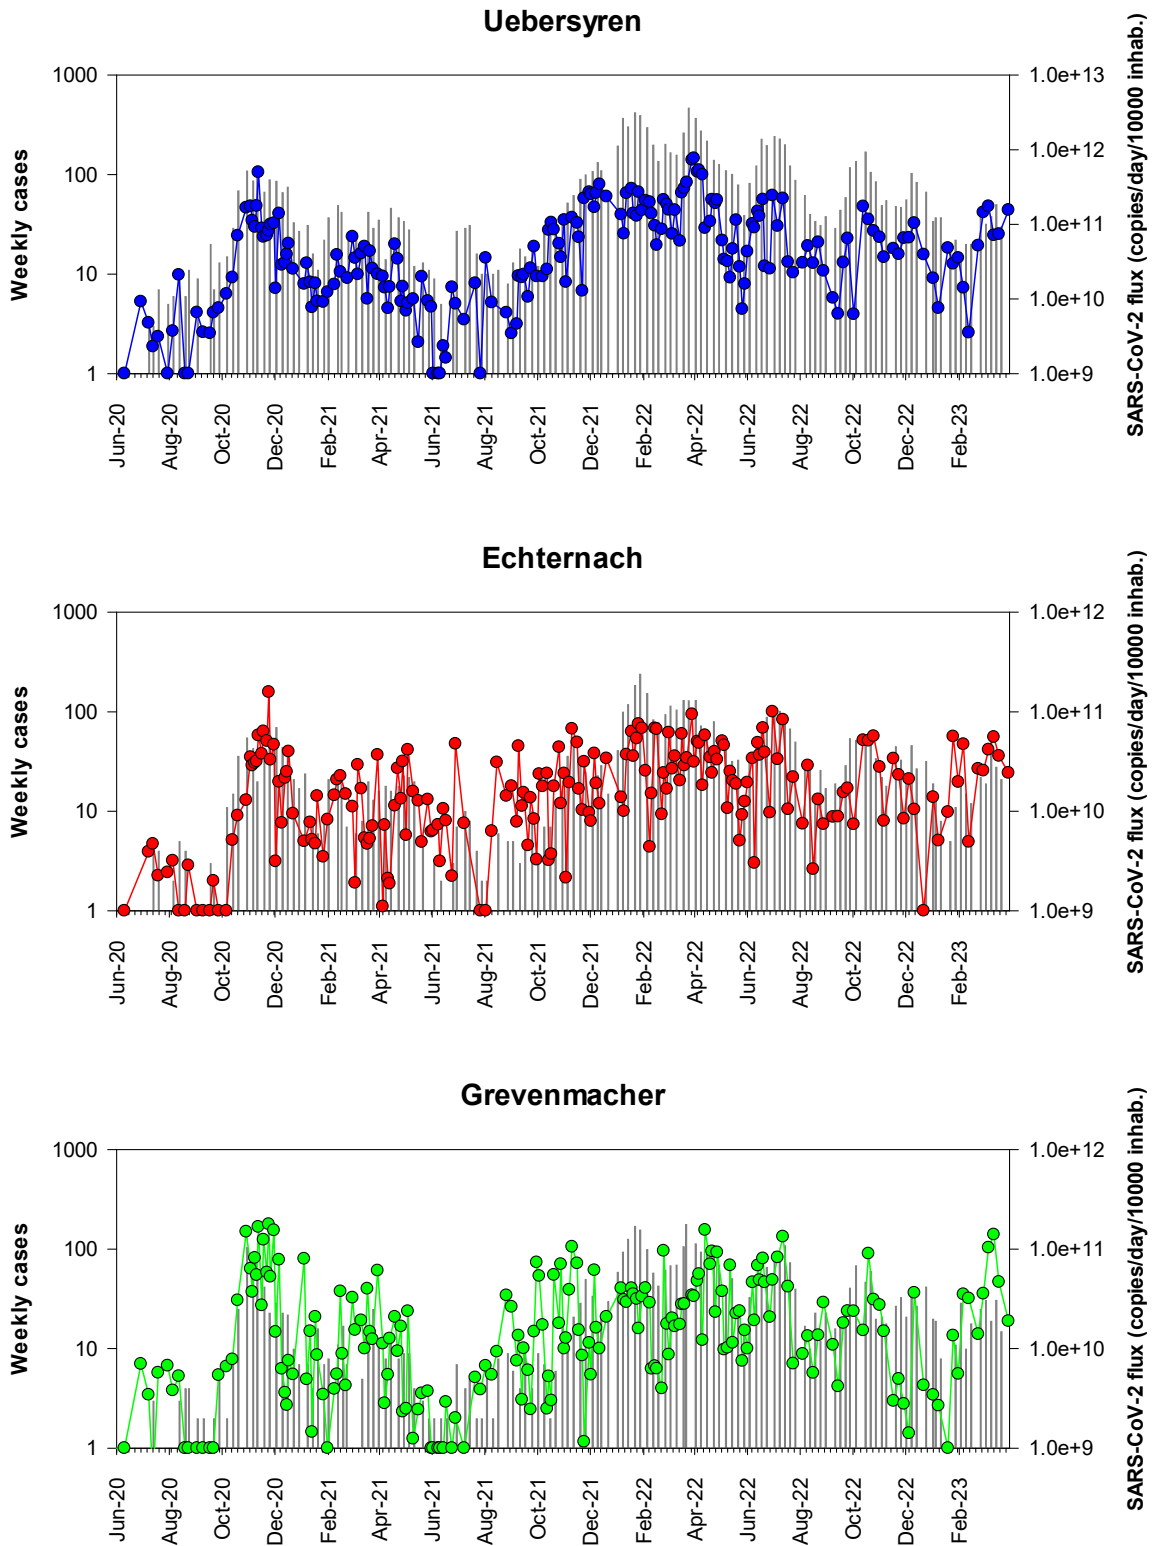 Uebersyren
1000
100
10
1
Weekly cases
1.0e+13
1.0e+12
1.0e+11
1.0e+10
1.0e+9
SARS-CoV-2 flux (copies/day/10000 inhab.)
Jun-20
Aug-20
Oct-20
Dec-20
Feb-21
Apr-21
Jun-21
Aug-21
Oct-21
Dec-21
Feb-22
Apr-22
Jun-22
Aug-22
Oct-22
Dec-22
Feb-23
Echternach
1000
100
10
1
Weekly cases
1.0e+12
1.0e+11
1.0e+10
1.0e+9
SARS-CoV-2 flux (copies/day/10000 inhab.)
Jun-20
Aug-20
Oct-20
Dec-20
Feb-21
Apr-21
Jun-21
Aug-21
Oct-21
Dec-21
Feb-22
Apr-22
Jun-22
Aug-22
Oct-22
Dec-22
Feb-23
Grevenmacher
1000
100
10
1
Weekly cases
1.0e+12
1.0e+11
1.0e+10
1.0e+9
SARS-CoV-2 flux (copies/day/10000 inhab.)
Jun-20
Aug-20
Oct-20
Dec-20
Feb-21
Apr-21
Jun-21
Aug-21
Oct-21
Dec-21
Feb-22
Apr-22
Jun-22
Aug-22
Oct-22
Dec-22
Feb-23